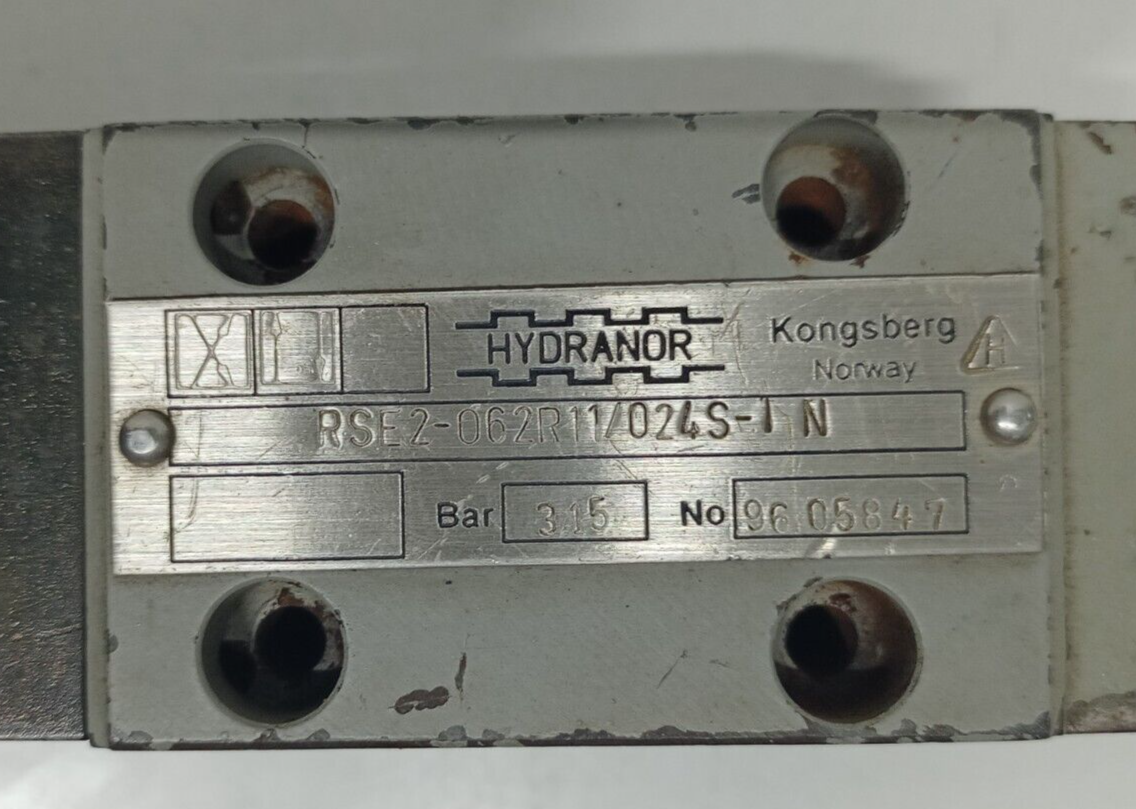 HYDRANOR
Kongsberg
Norway
H
RSE2-062R11/024S-1 N
Bar 315 No 9605847